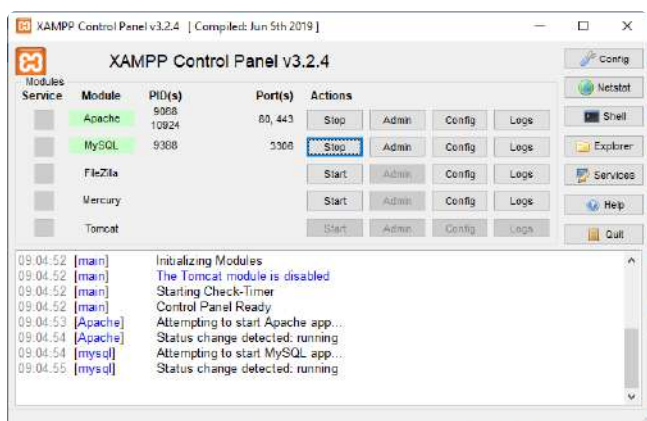 XAMPP Control Panel v3.2.4 [ Compiled: Jun 5th 2019 ]
XAMPP Control Panel v3.2.4
Config
Modules
Service Module PID(s) Port(s) Actions
Netstat
Apache 9068 10924 80, 443 Stop Admin Config Logs
Shell
MySQL 9388 3306 Stop Admin Config Logs
Explorer
FileZilla Start Admin Config Logs
Services
Mercury Start Admin Config Logs
Help
Tomcat Start Admin Config Logs
Quit
09:04:52 [main] Initializing Modules
09:04:52 [main] The Tomcat module is disabled
09:04:52 [main] Starting Check-Timer
09:04:52 [main] Control Panel Ready
09:04:53 [Apache] Attempting to start Apache app...
09:04:54 [Apache] Status change detected: running
09:04:54 [mysql] Attempting to start MySQL app...
09:04:55 [mysql] Status change detected: running